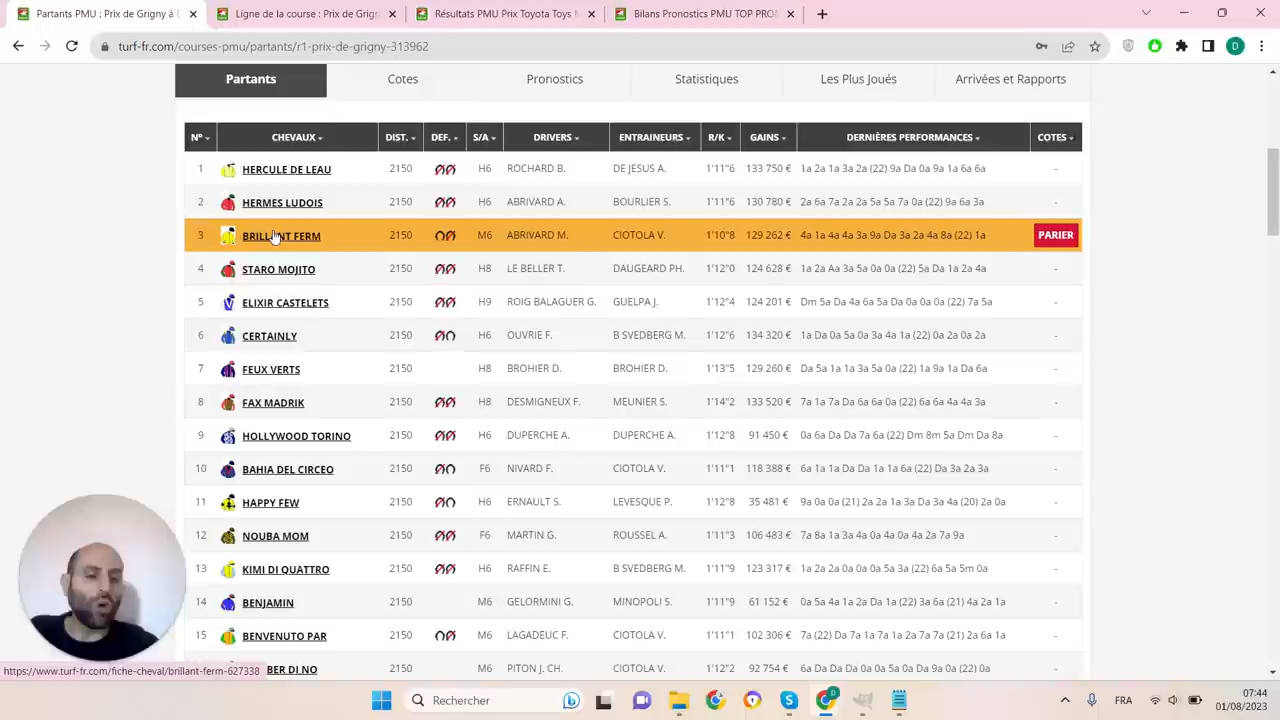 Partants PMU : Prix de Grigny à
Ligne de la course : Prix de Grign
Résultats PMU Prix Toyota Toys M
Bilans Pronostics PMU TOP PRO
turf-fr.com/courses-pmu/partants/r1-prix-de-grigny-313962
D
Partants Cotes Pronostics Statistiques Les Plus Joués Arrivées et Rapports
N° CHEVAUX DIST. DEF. S/A DRIVERS ENTRAINEURS R/K GAINS DERNIÈRES PERFORMANCES COTES
1 HERCULE DE LEAU 2150 H6 ROCHARD B. DE JESUS A. 1'11"6 133 750 € 1a 2a 1a 3a 2a (22) 9a Da 0a 9a 1a 6a 6a -
2 HERMES LUDOIS 2150 H6 ABRIVARD A. BOURLIER S. 1'11"6 130 780 € 2a 6a 7a 2a 2a 5a 5a 7a 0a (22) 9a 6a 3a -
3 BRILLANT FERM 2150 M6 ABRIVARD M. CIOTOLA V. 1'10"8 129 262 € 4a 1a 4a 4a 3a 9a Da 3a 2a 4a 8a (22) 1a PARIER
4 STARO MOJITO 2150 H8 LE BELLER T. DAUGEARD PH. 1'12"0 124 628 € 1a 2a Aa 3a 5a 0a 0a (22) 5a Da 1a 2a 4a -
5 ELIXIR CASTELETS 2150 H9 ROIG BALAGUER G. GUELPA J. 1'12"4 124 201 € Dm 5a Da 4a 6a 5a Da 0a 0a 0a (22) 7a 5a -
6 CERTAINLY 2150 H6 OUVRIE F. B SVEDBERG M. 1'12"6 134 320 € 1a Da 0a 5a 0a 3a 4a 1a (22) 0a 2a 0a 2a -
7 FEUX VERTS 2150 H8 BROHIER D. BROHIER D. 1'13"5 129 260 € Da 5a 1a 1a 3a 5a 0a (22) 1a 9a 1a Da 6a -
8 FAX MADRIK 2150 H8 DESMIGNEUX F. MEUNIER S. 1'14"2 133 520 € 7a 1a 7a Da 6a 6a 0a (22) 6a 6a 4a 4a 3a -
9 HOLLYWOOD TORINO 2150 H6 DUPERCHE A. DUPERCHE A. 1'12"8 91 450 € 0a 6a Da Da 7a 6a (22) Dm 8m 5a Dm Da 8a -
10 BAHIA DEL CIRCEO 2150 F6 NIVARD F. CIOTOLA V. 1'11"1 118 388 € 6a 1a 1a Da Da 1a 1a 6a (22) Da 3a 2a 3a -
11 HAPPY FEW 2150 H6 ERNAULT S. LEVESQUE P. 1'12"8 35 481 € 9a 0a 0a (21) 2a 2a 1a 3a Da 3a 4a (20) 2a 0a -
12 NOUBA MOM 2150 F6 MARTIN G. ROUSSEL A. 1'11"3 106 483 € 7a 8a 1a 3a 4a 0a 4a 0a 4a 2a 7a 9a -
13 KIMI DI QUATTRO 2150 H6 RAFFIN E. B SVEDBERG M. 1'11"9 123 317 € 1a 2a 2a 0a 0a 0a 5a 3a (22) 6a 5a 5m 0a -
14 BENJAMIN 2150 M6 GELORMINI G. MINOPOLI S. 1'11"9 61 152 € 0a 5a 4a 1a 2a Da 1a (22) 3a 6a (21) 4a 2a 1a -
15 BENVENUTO PAR 2150 M6 LAGADEUC F. CIOTOLA V. 1'11"1 102 306 € 7a (22) Da 7a 1a 7a 1a 2a 7a 7a (21) 2a 6a 1a -
BER DI NO 2150 M6 PITON J. CH. 1'12"2 92 754 € 6a Da Da Da 0a 0a 5a 0a Da 9a 0a (22) 0a -
https://www.turf-fr.com/fiche-cheval/brillant-ferm-627338
Rechercher
FRA
07:44
01/08/2023